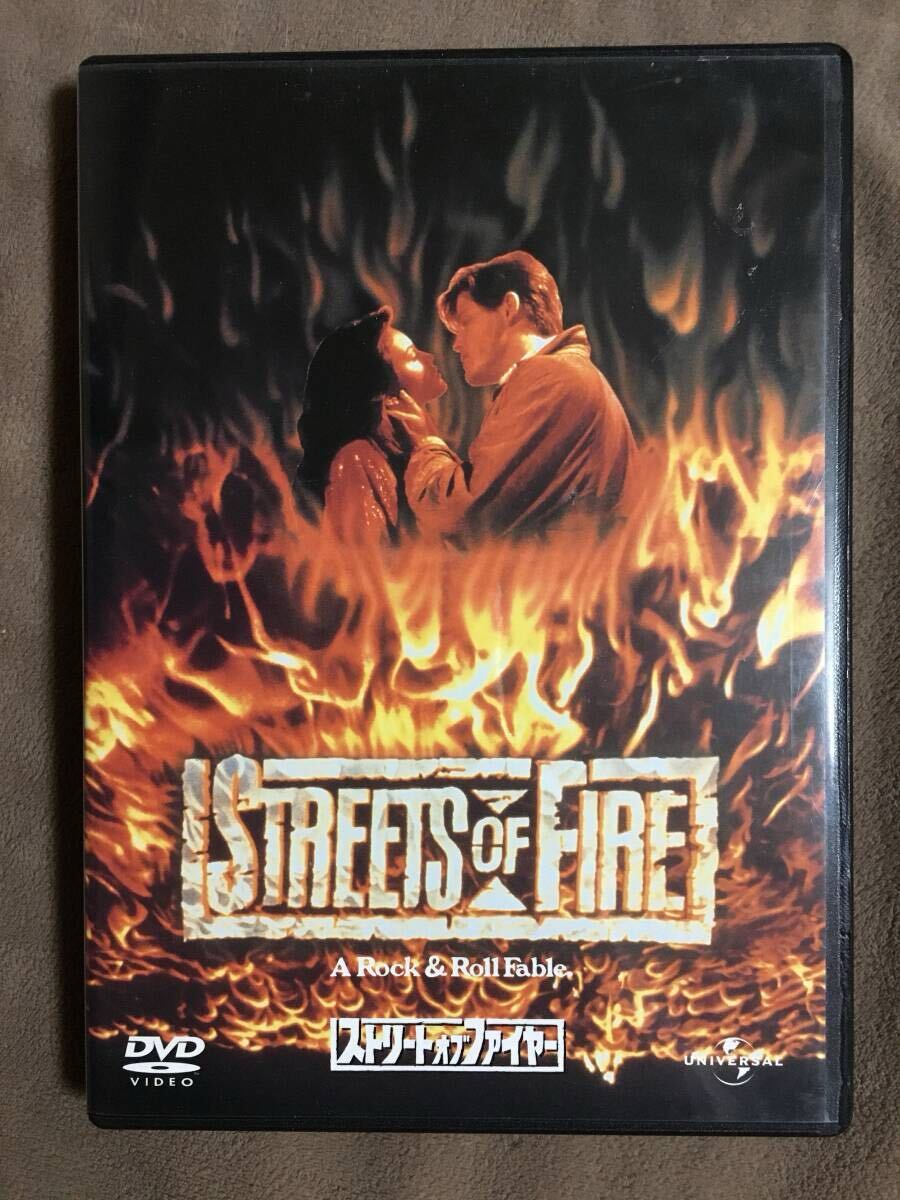 STREETS OF FIRE
A Rock & Roll Fable.
ストリート・オブ・ファイヤー
DVD
VIDEO
UNIVERSAL